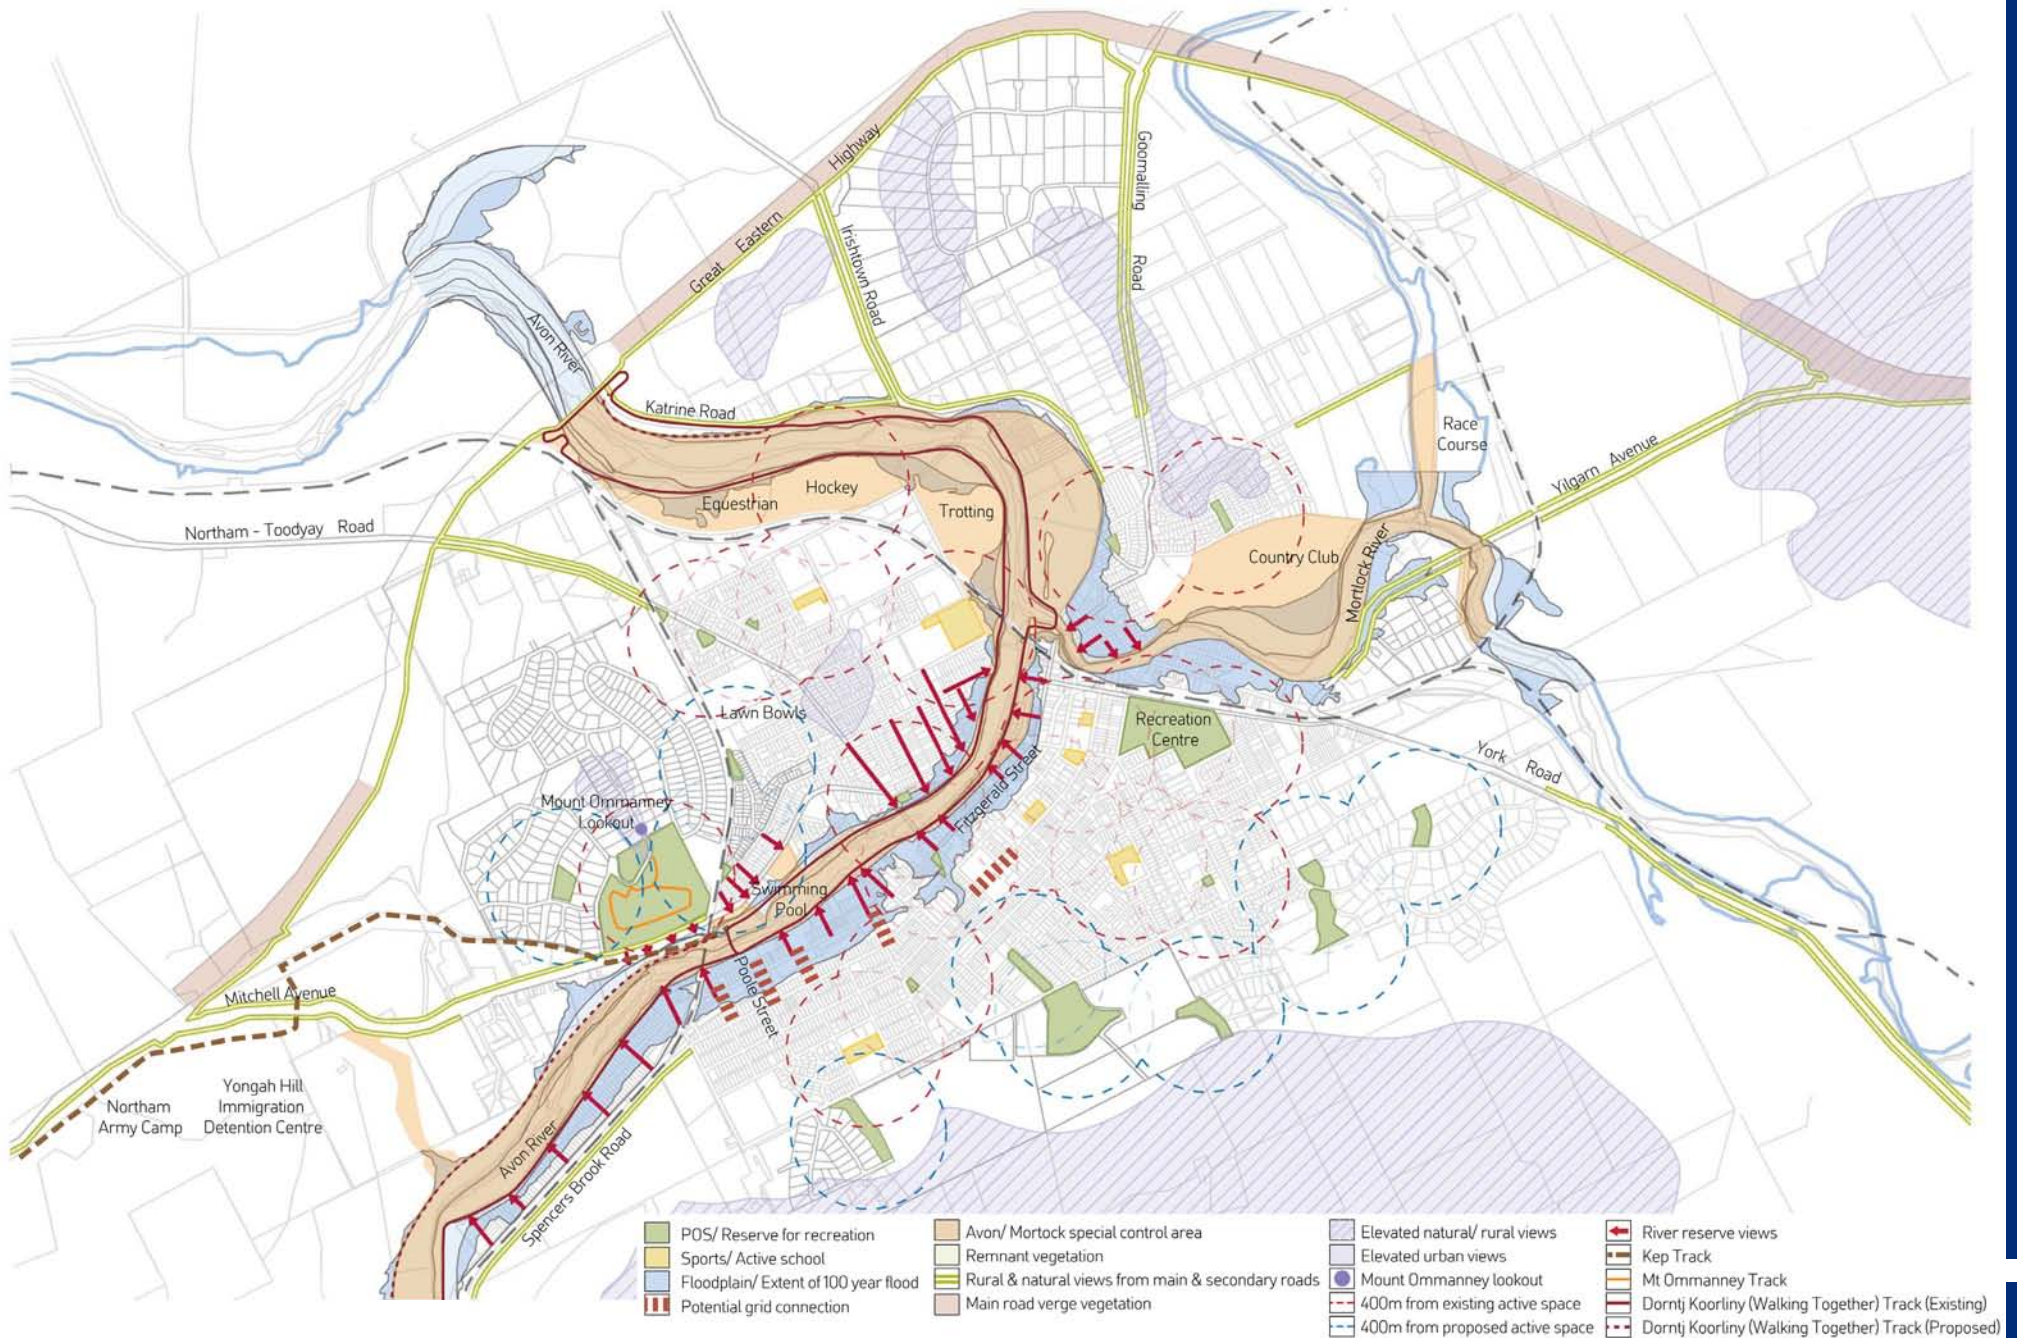 Great Eastern Highway
Goomalling Road
Irishtown Road
Avon River
Katrine Road
Race
Course
Yilgarn Avenue
Hockey
Equestrian
Trotting
Northam - Toodyay Road
Country Club
Mortlock River
Lawn Bowls
Recreation
Centre
York Road
Fitzgerald Street
Mount Ommanney
Lookout
Swimming
Pool
Poole Street
Mitchell Avenue
Yongah Hill
Immigration
Detention Centre
Northam
Army Camp
Avon River
Spencers Brook Road
POS/ Reserve for recreation
Sports/ Active school
Floodplain/ Extent of 100 year flood
Potential grid connection
Avon/ Mortock special control area
Remnant vegetation
Rural & natural views from main & secondary roads
Main road verge vegetation
Elevated natural/ rural views
Elevated urban views
Mount Ommanney lookout
400m from existing active space
400m from proposed active space
River reserve views
Kep Track
Mt Ommanney Track
Dorntj Koorliny (Walking Together) Track (Existing)
Dorntj Koorliny (Walking Together) Track (Proposed)